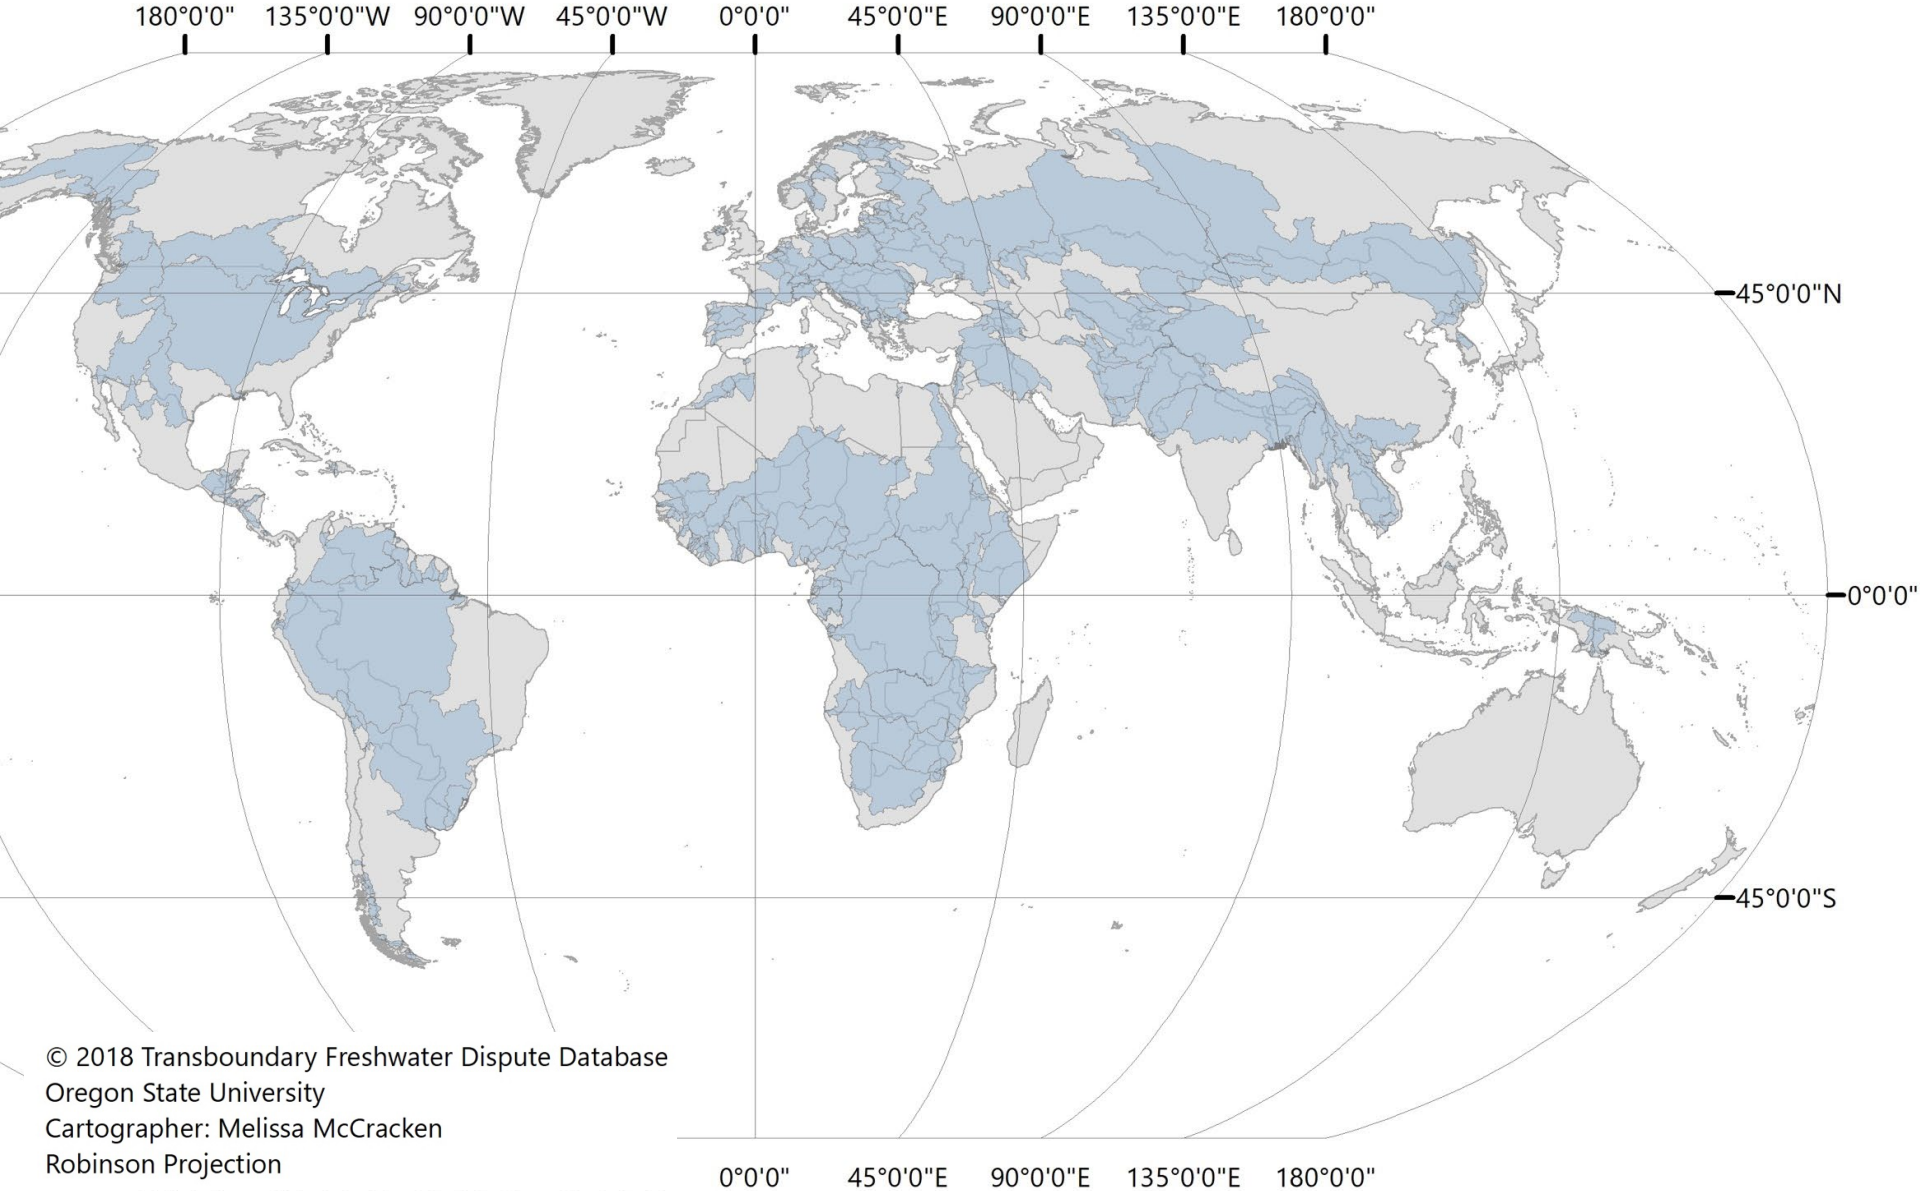 180°0'0" 135°0'0"W 90°0'0"W 45°0'0"W 0°0'0" 45°0'0"E 90°0'0"E 135°0'0"E 180°0'0"
45°0'0"N
0°0'0"
45°0'0"S
© 2018 Transboundary Freshwater Dispute Database
Oregon State University
Cartographer: Melissa McCracken
Robinson Projection
0°0'0" 45°0'0"E 90°0'0"E 135°0'0"E 180°0'0"